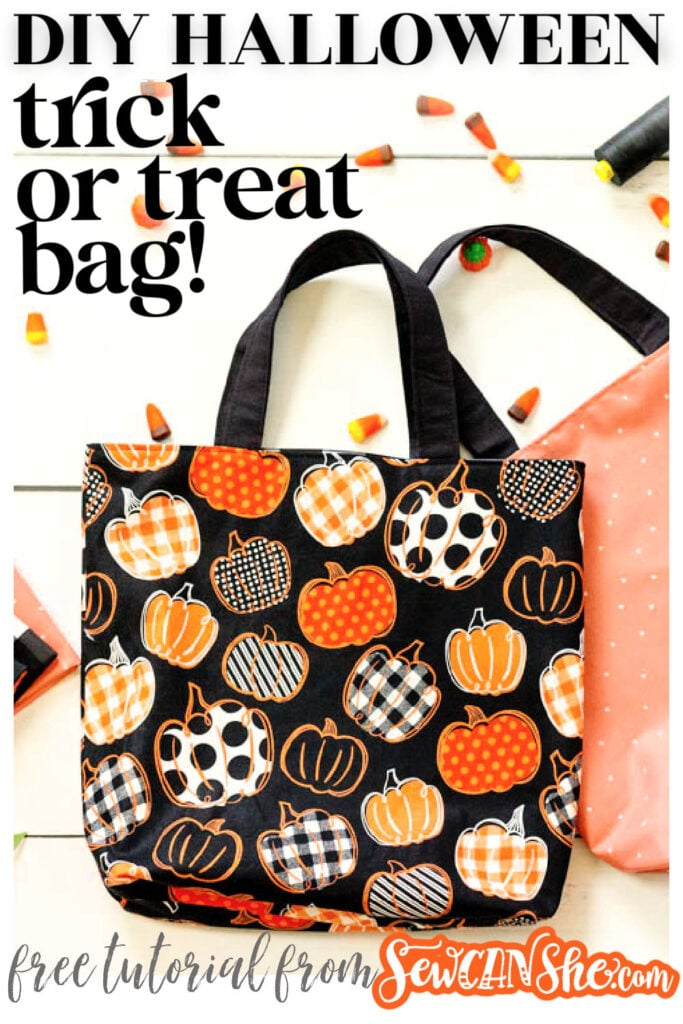 DIY HALLOWEEN
trick
or treat
bag!
free tutorial from SEWCANSHE.com